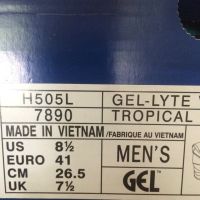 H505L GEL-LYTE
7890 TROPICAL
MADE IN VIETNAM /FABRIQUE AU VIETNAM
US 8½
EURO 41
CM 26.5
UK 7½
MEN'S
GEL™